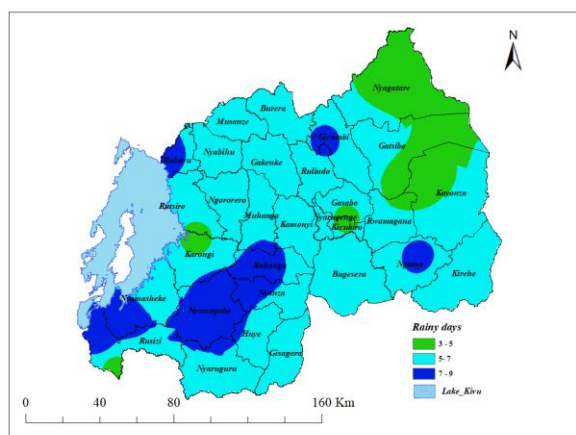 N
Nyagatare
Burera
Musanze
Gicumbi
Rubavu
Nyabihu
Gakenke
Gatsibo
Rulindo
Kayonza
Rutsiro
Ngororero
Gasabo
Muhanga
Nyarugenge
Rwamagana
Kamonyi
Kicukiro
Karongi
Ruhango
Ngoma
Bugesera
Kirehe
Nyamasheke
Nyanza
Nyamagabe
Rusizi
Huye
Gisagara
Nyaruguru
Rainy days
3 - 5
5 - 7
7 - 9
Lake_Kivu
0 40 80 160 Km